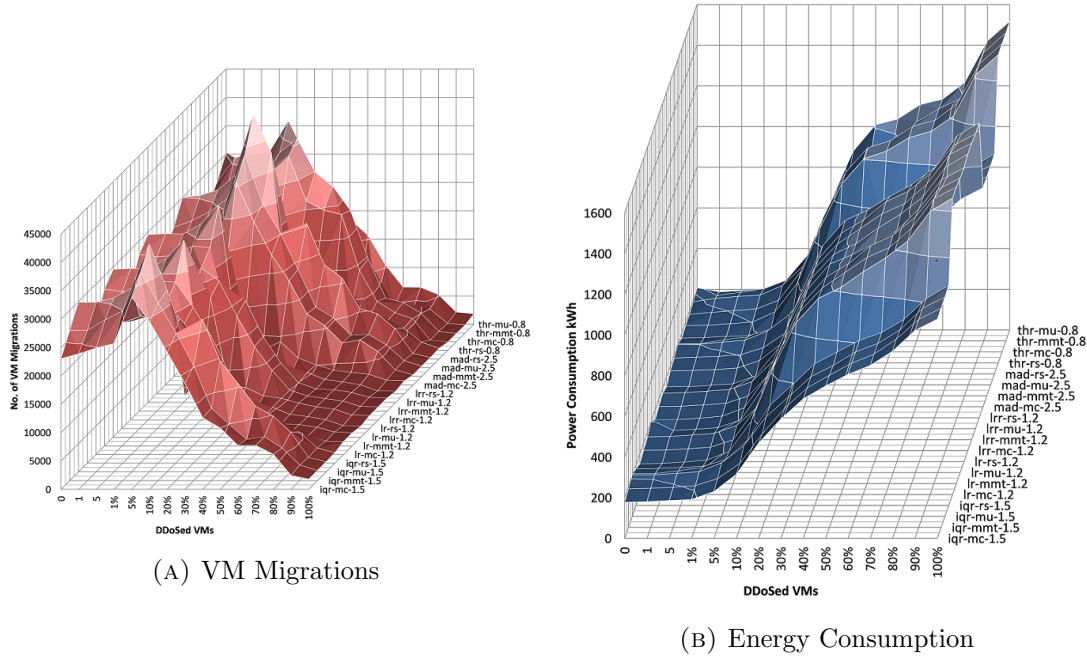 45000
40000
35000
30000
25000
20000
15000
10000
5000
0
No. of VM Migrations
0 1 5 1% 5% 10% 20% 30% 40% 50% 60% 70% 80% 90% 100%
DDoSed VMs
thr-mu-0.8
thr-mmt-0.8
thr-mc-0.8
thr-rs-0.8
mad-rs-2.5
mad-mu-2.5
mad-mmt-2.5
mad-mc-2.5
lrr-rs-1.2
lrr-mu-1.2
lrr-mmt-1.2
lrr-mc-1.2
lr-rs-1.2
lr-mu-1.2
lr-mmt-1.2
lr-mc-1.2
iqr-rs-1.5
iqr-mu-1.5
iqr-mmt-1.5
iqr-mc-1.5
(A) VM Migrations
1600
1400
1200
1000
800
600
400
200
0
Power Consumption kWh
0 1 5 1% 5% 10% 20% 30% 40% 50% 60% 70% 80% 90% 100%
DDoSed VMs
thr-mu-0.8
thr-mmt-0.8
thr-mc-0.8
thr-rs-0.8
mad-rs-2.5
mad-mu-2.5
mad-mmt-2.5
mad-mc-2.5
lrr-rs-1.2
lrr-mu-1.2
lrr-mmt-1.2
lrr-mc-1.2
lr-rs-1.2
lr-mu-1.2
lr-mmt-1.2
lr-mc-1.2
iqr-rs-1.5
iqr-mu-1.5
iqr-mmt-1.5
iqr-mc-1.5
(B) Energy Consumption